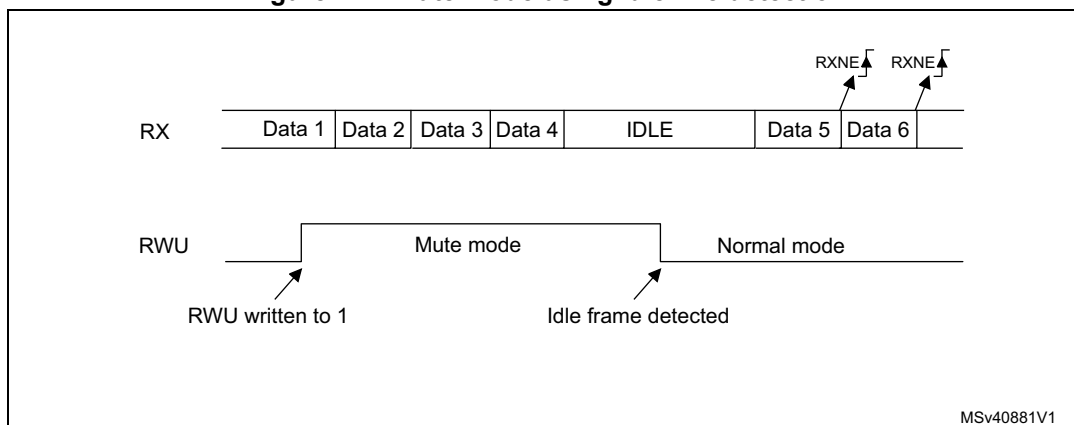 RXNE RXNE
RX Data 1 Data 2 Data 3 Data 4 IDLE Data 5 Data 6
RWU Mute mode Normal mode
RWU written to 1 Idle frame detected
MSv40881V1